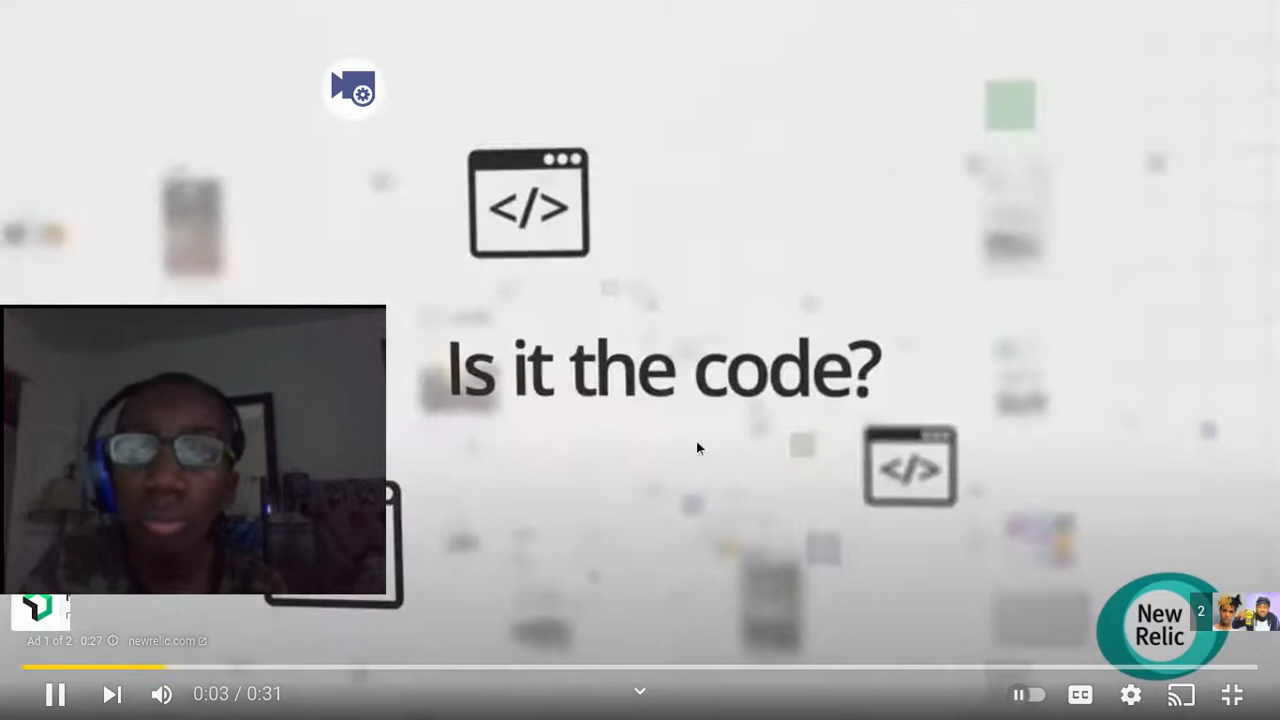 </>
Is it the code?
</>
New
Relic
2
Ad 1 of 2 · 0:27 newrelic.com
0:03 / 0:31
CC